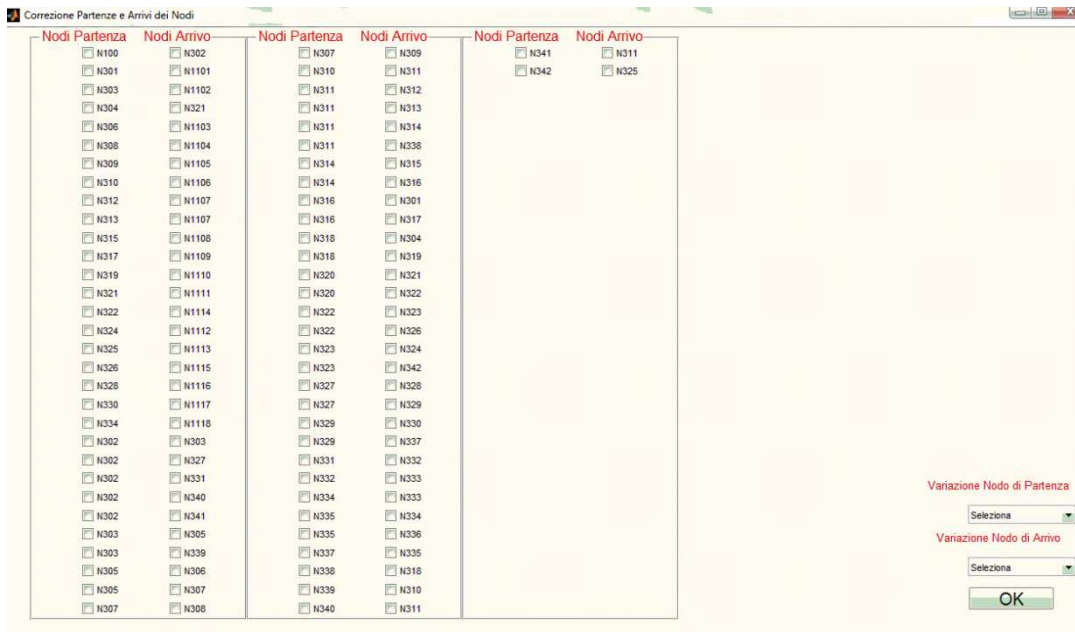 Correzione Partenze e Arrivi dei Nodi
Nodi Partenza Nodi Arrivo
N100 N302
N301 N1101
N303 N1102
N304 N321
N306 N1103
N308 N1104
N309 N1105
N310 N1106
N312 N1107
N313 N1107
N315 N1108
N317 N1109
N319 N1110
N321 N1111
N322 N1114
N324 N1112
N325 N1113
N326 N1115
N328 N1116
N330 N1117
N334 N1118
N302 N303
N302 N327
N302 N331
N302 N340
N302 N341
N303 N305
N303 N339
N305 N306
N305 N307
N307 N308
Nodi Partenza Nodi Arrivo
N307 N309
N310 N311
N311 N312
N311 N313
N311 N314
N311 N338
N314 N315
N314 N316
N316 N301
N316 N317
N318 N304
N318 N319
N320 N321
N320 N322
N322 N323
N322 N326
N323 N324
N323 N342
N327 N328
N327 N329
N329 N330
N329 N337
N331 N332
N332 N333
N334 N333
N335 N334
N335 N336
N337 N335
N338 N318
N339 N310
N340 N311
Nodi Partenza Nodi Arrivo
N341 N311
N342 N325
Variazione Nodo di Partenza
Seleziona
Variazione Nodo di Arrivo
Seleziona
OK